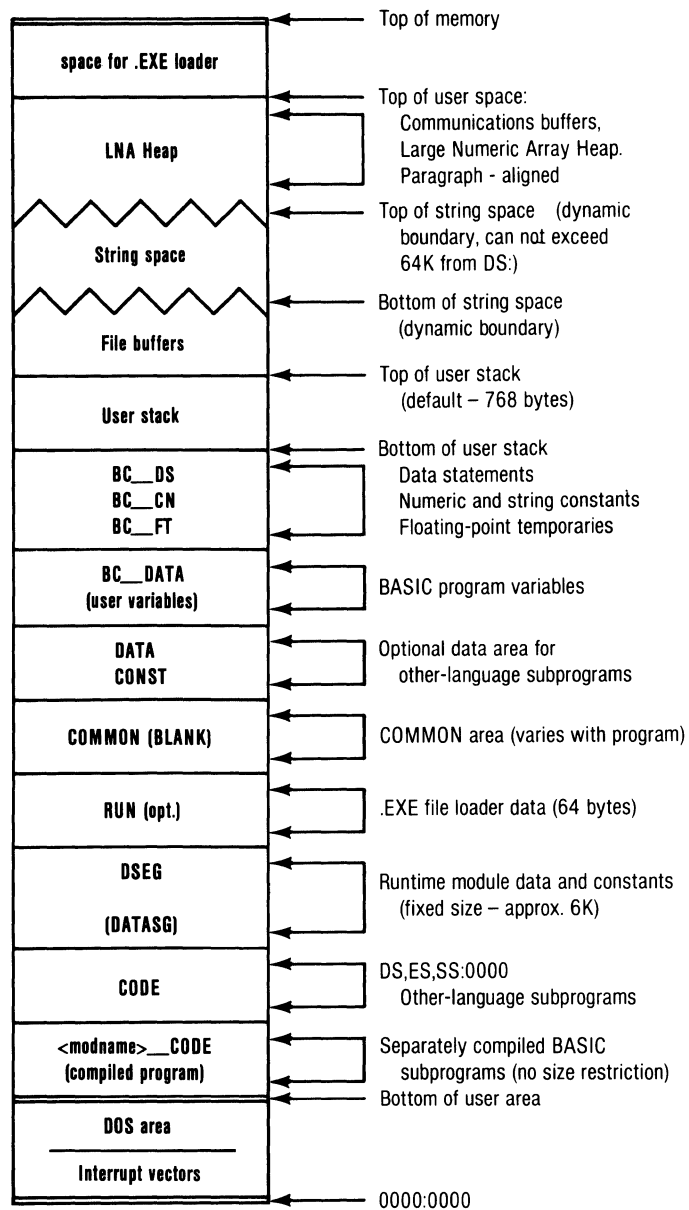 Top of memory
space for .EXE loader
Top of user space:
Communications buffers,
Large Numeric Array Heap.
Paragraph - aligned
LNA Heap
Top of string space (dynamic
boundary, can not exceed
64K from DS:)
String space
Bottom of string space
(dynamic boundary)
File buffers
Top of user stack
(default – 768 bytes)
User stack
Bottom of user stack
BC__DS
BC__CN
BC__FT
Data statements
Numeric and string constants
Floating-point temporaries
BC__DATA
(user variables)
BASIC program variables
DATA
CONST
Optional data area for
other-language subprograms
COMMON (BLANK)
COMMON area (varies with program)
RUN (opt.)
.EXE file loader data (64 bytes)
DSEG
(DATASG)
Runtime module data and constants
(fixed size – approx. 6K)
CODE
DS,ES,SS:0000
Other-language subprograms
<modname>__CODE
(compiled program)
Separately compiled BASIC
subprograms (no size restriction)
Bottom of user area
DOS area
Interrupt vectors
0000:0000